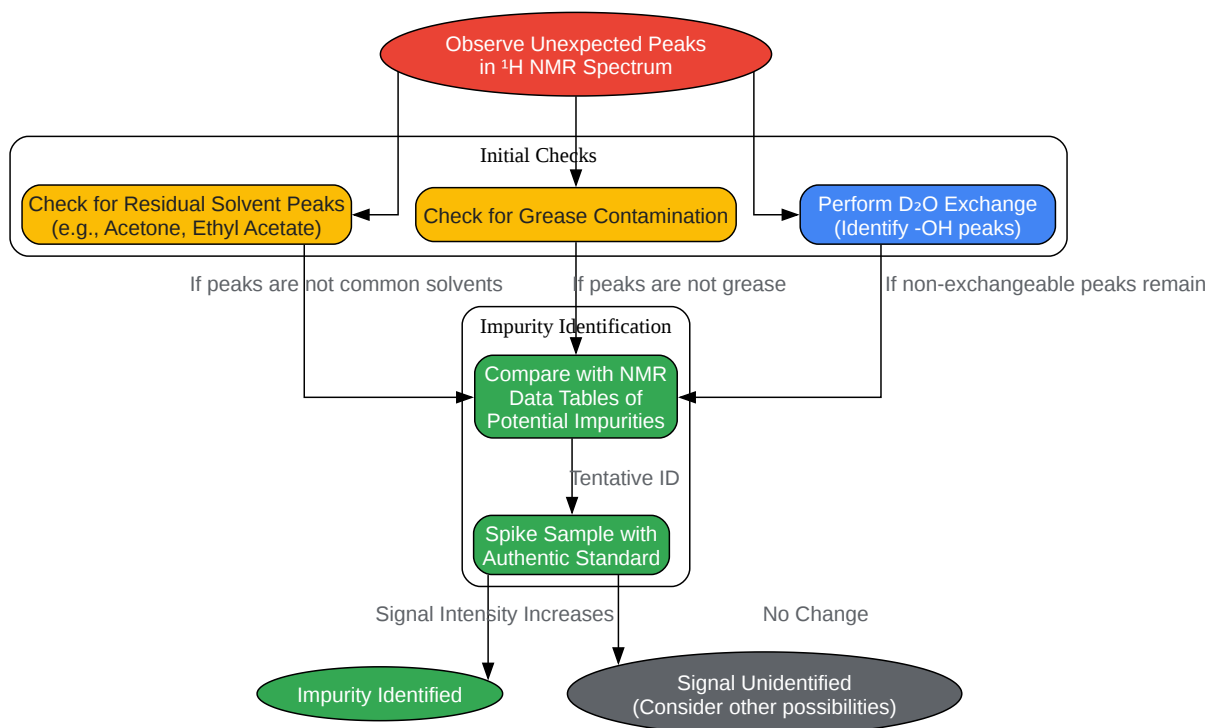 Observe Unexpected Peaks
in ¹H NMR Spectrum
Initial Checks
Check for Residual Solvent Peaks
(e.g., Acetone, Ethyl Acetate)
Check for Grease Contamination
Perform D₂O Exchange
(Identify -OH peaks)
If peaks are not common solvents
If peaks are not grease
If non-exchangeable peaks remain
Impurity Identification
Compare with NMR
Data Tables of
Potential Impurities
Tentative ID
Spike Sample with
Authentic Standard
Signal Intensity Increases
No Change
Impurity Identified
Signal Unidentified
(Consider other possibilities)